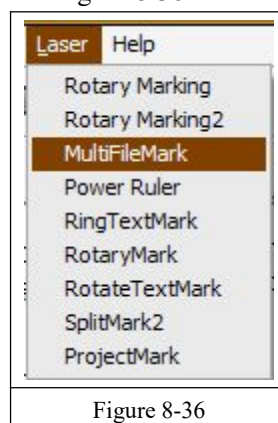 Laser Help
Rotary Marking
Rotary Marking2
MultiFileMark
Power Ruler
RingTextMark
RotaryMark
RotateTextMark
SplitMark2
ProjectMark
Figure 8-36